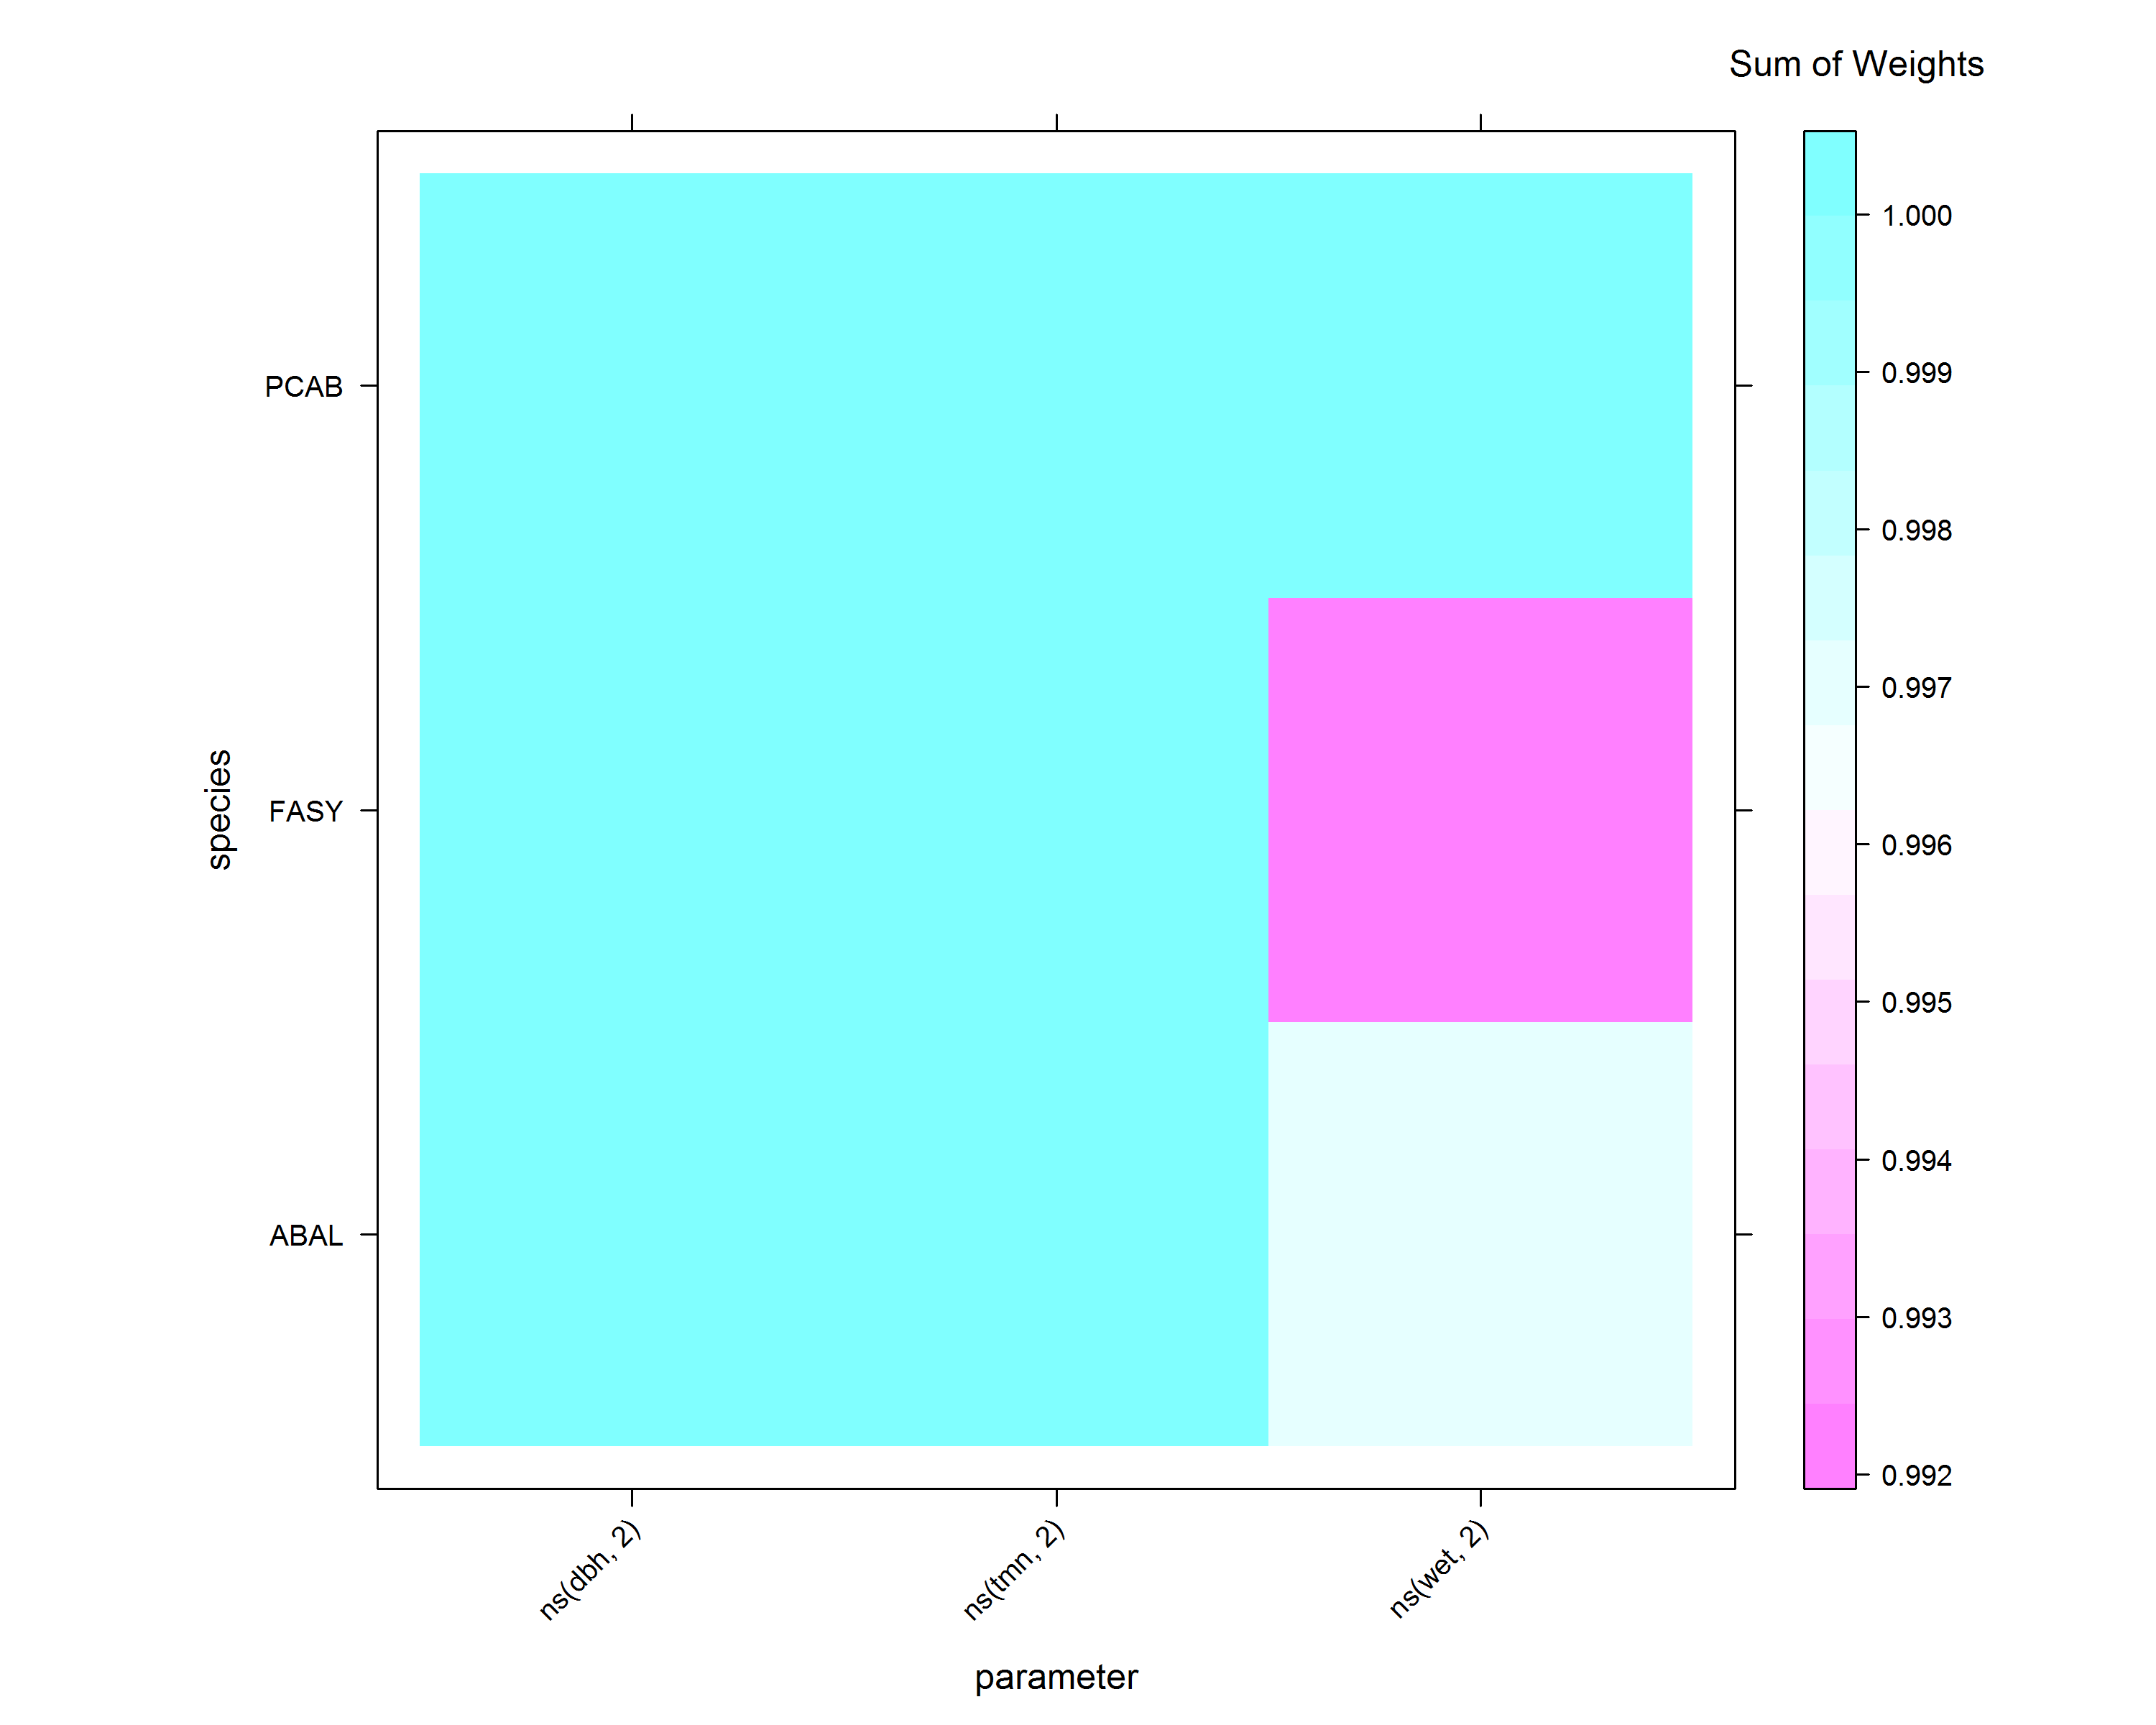 Sum of Weights
1.000
0.999
0.998
0.997
0.996
0.995
0.994
0.993
0.992
species
PCAB
FASY
ABAL
ns(dbh, 2)
ns(tmn, 2)
ns(wet, 2)
parameter